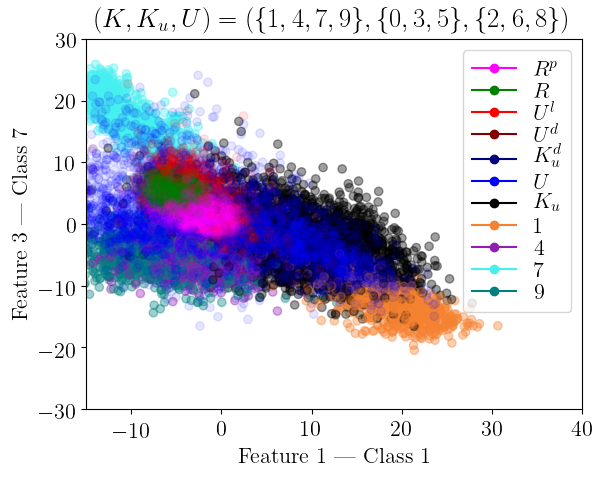 (K, K_u, U) = ({1, 4, 7, 9}, {0, 3, 5}, {2, 6, 8})
30
20
10
0
−10
−20
−30
Feature 3 — Class 7
R^p
R
U^l
U^d
K_u^d
U
K_u
1
4
7
9
−10 0 10 20 30 40
Feature 1 — Class 1